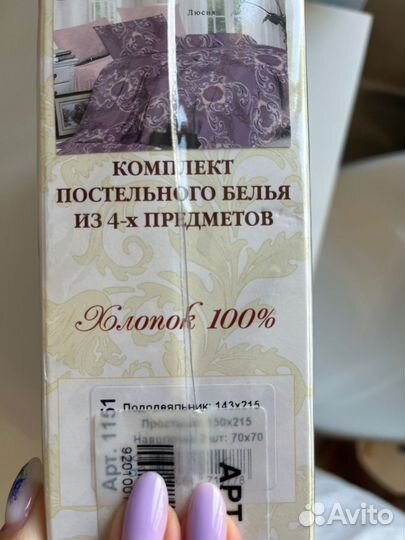 Люсия
КОМПЛЕКТ
ПОСТЕЛЬНОГО БЕЛЬЯ
ИЗ 4-х ПРЕДМЕТОВ
Хлопок 100%
Пододеяльник: 143х215
Простыня: 150х215
Наволочки 2 шт: 70х70
Арт. 1151
920100
АРТ
Avito